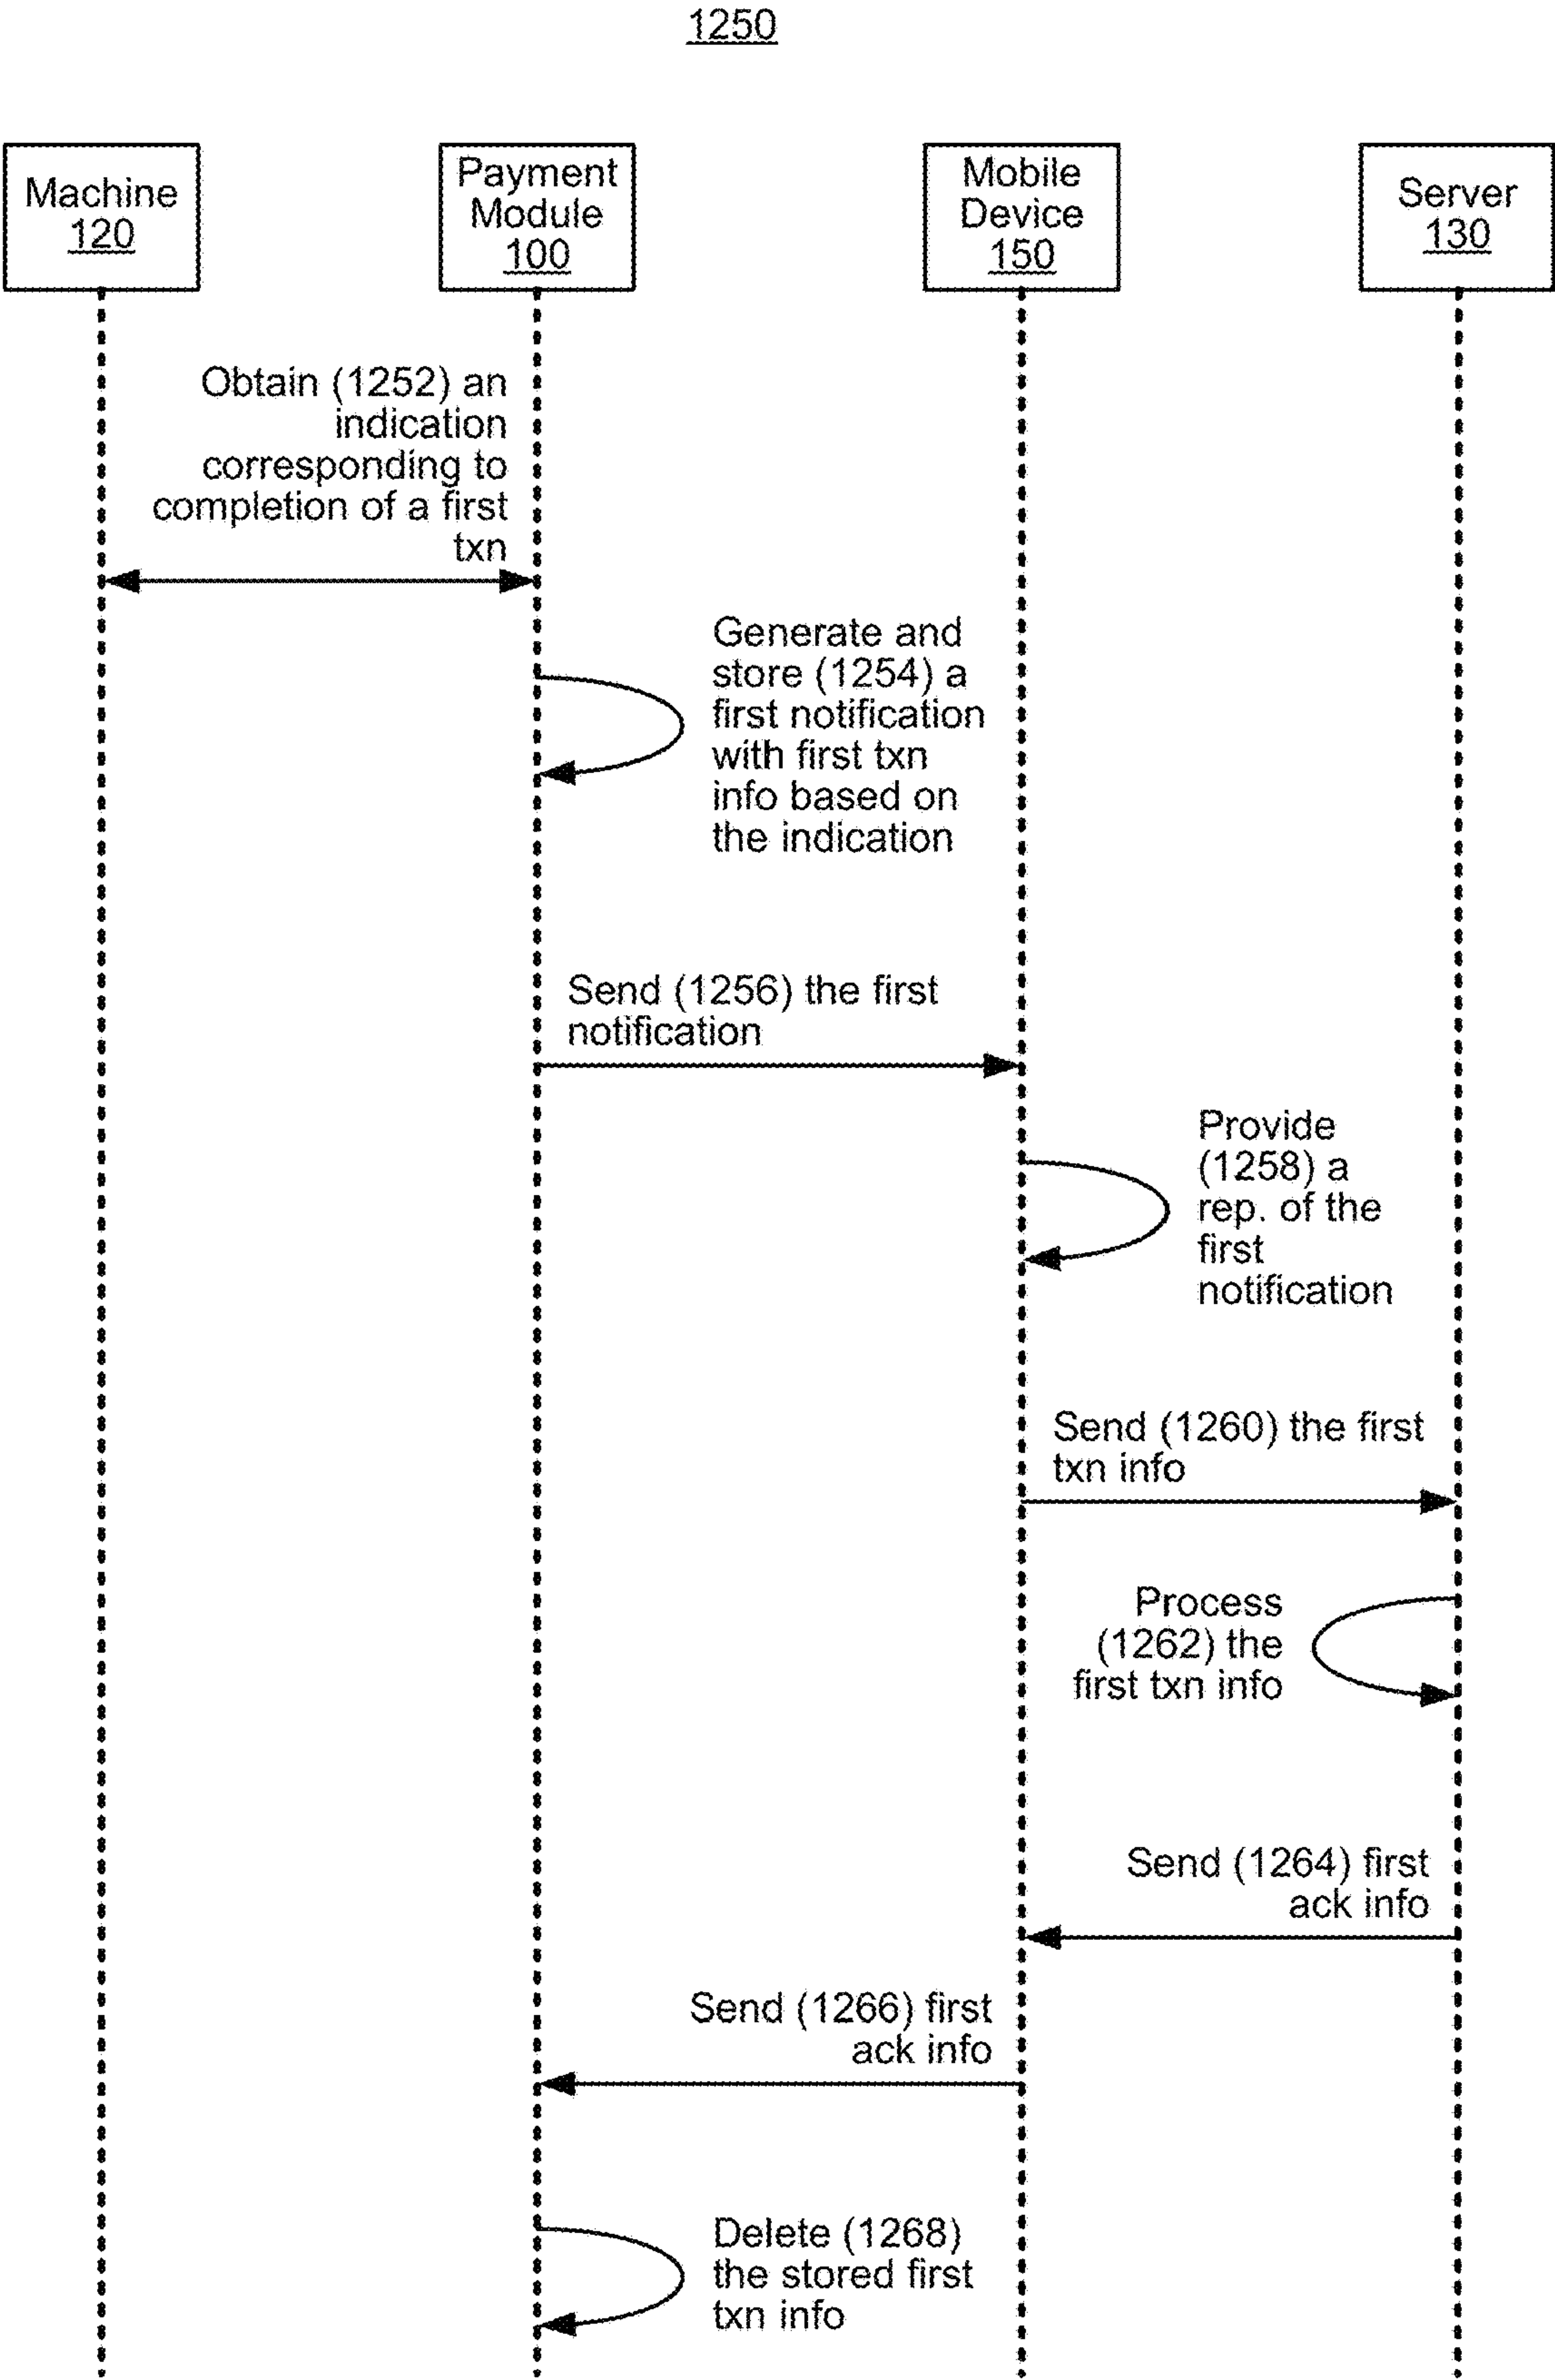 1250
Machine
120
Payment
Module
100
Mobile
Device
150
Server
130
Obtain (1252) an
indication
corresponding to
completion of a first
txn
Generate and
store (1254) a
first notification
with first txn
info based on
the indication
Send (1256) the first
notification
Provide
(1258) a
rep. of the
first
notification
Send (1260) the first
txn info
Process
(1262) the
first txn info
Send (1264) first
ack info
Send (1266) first
ack info
Delete (1268)
the stored first
txn info